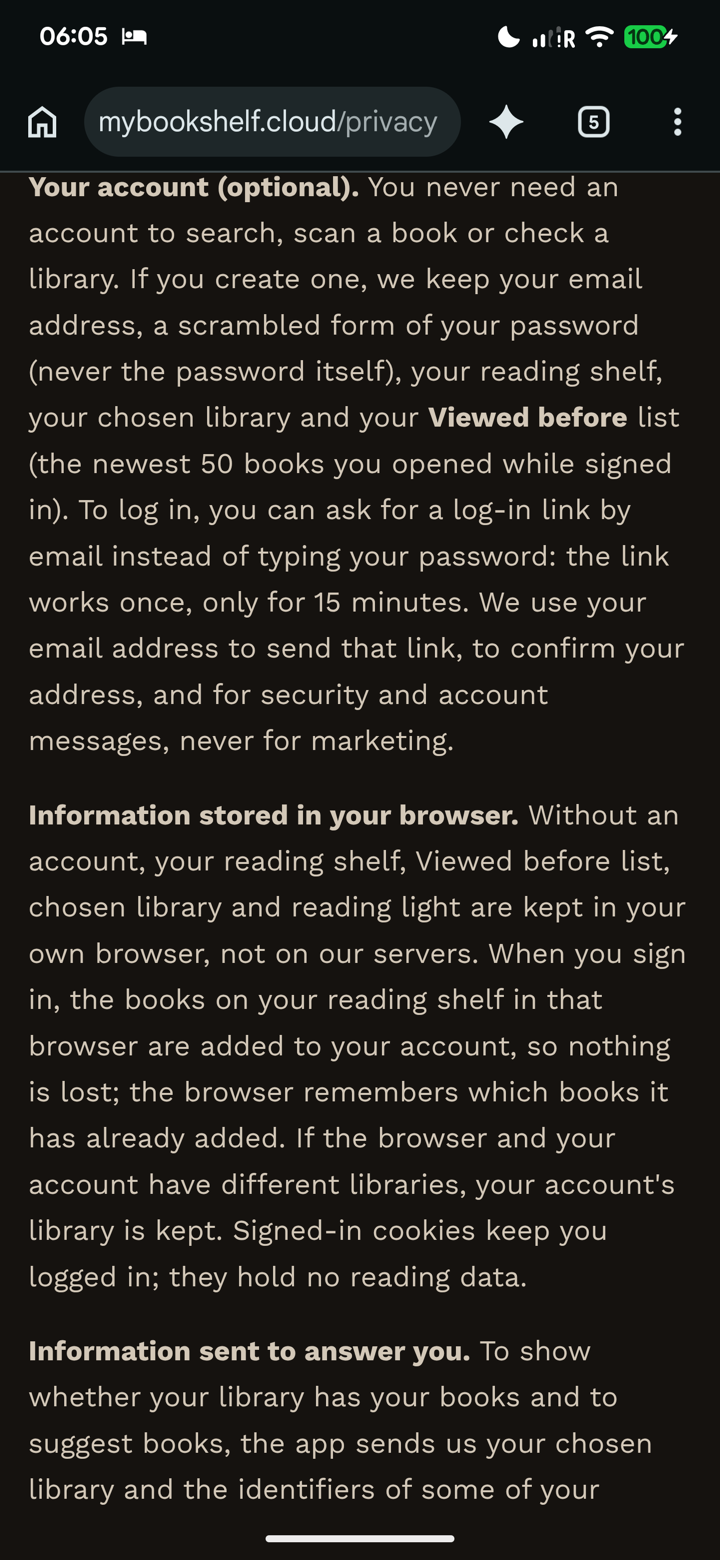 06:05
R
100
mybookshelf.cloud/privacy
5
Your account (optional). You never need an
account to search, scan a book or check a
library. If you create one, we keep your email
address, a scrambled form of your password
(never the password itself), your reading shelf,
your chosen library and your Viewed before list
(the newest 50 books you opened while signed
in). To log in, you can ask for a log-in link by
email instead of typing your password: the link
works once, only for 15 minutes. We use your
email address to send that link, to confirm your
address, and for security and account
messages, never for marketing.
Information stored in your browser. Without an
account, your reading shelf, Viewed before list,
chosen library and reading light are kept in your
own browser, not on our servers. When you sign
in, the books on your reading shelf in that
browser are added to your account, so nothing
is lost; the browser remembers which books it
has already added. If the browser and your
account have different libraries, your account's
library is kept. Signed-in cookies keep you
logged in; they hold no reading data.
Information sent to answer you. To show
whether your library has your books and to
suggest books, the app sends us your chosen
library and the identifiers of some of your